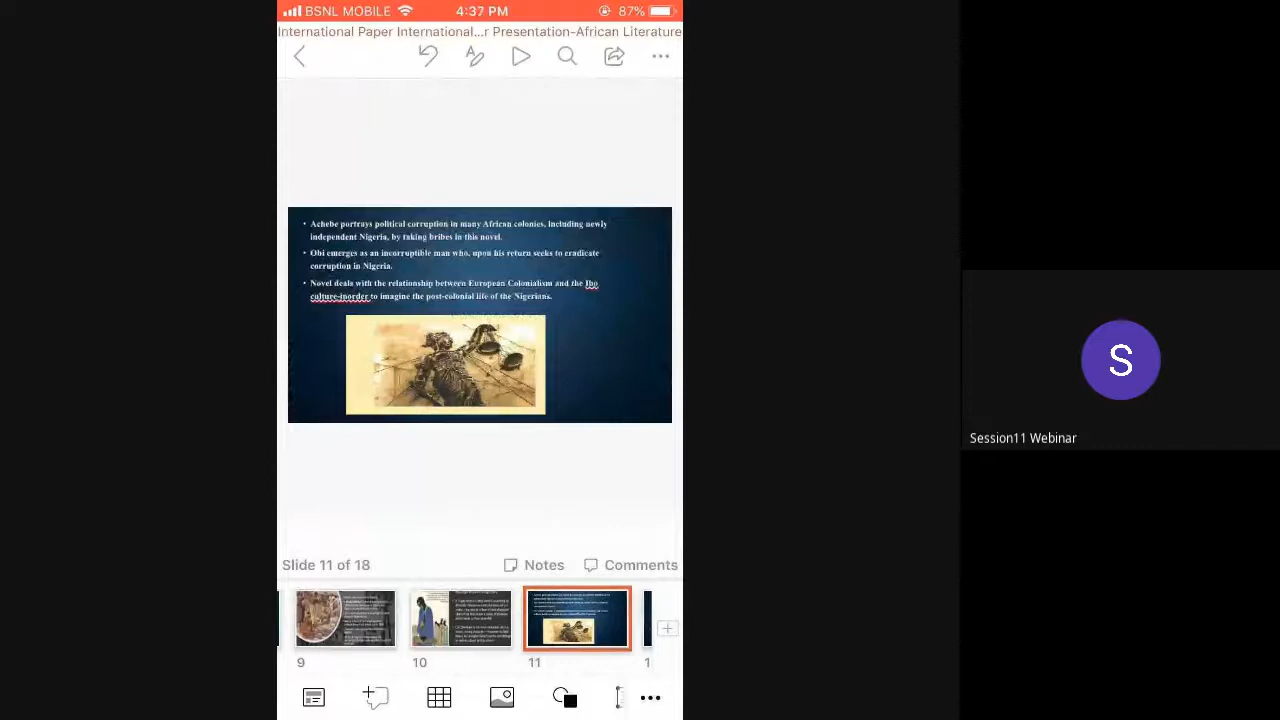 BSNL MOBILE 4:37 PM 87%
International Paper International...r Presentation-African Literature
• Achebe portrays political corruption in many African colonies, including newly
independent Nigeria, by taking bribes in this novel.
• Obi emerges as an incorruptible man who, upon his return seeks to eradicate
corruption in Nigeria.
• Novel deals with the relationship between European Colonialism and the Ibo
culture-inorder to imagine the post-colonial life of the Nigerians.
Slide 11 of 18 Notes Comments
9 10 11 1
S
Session11 Webinar